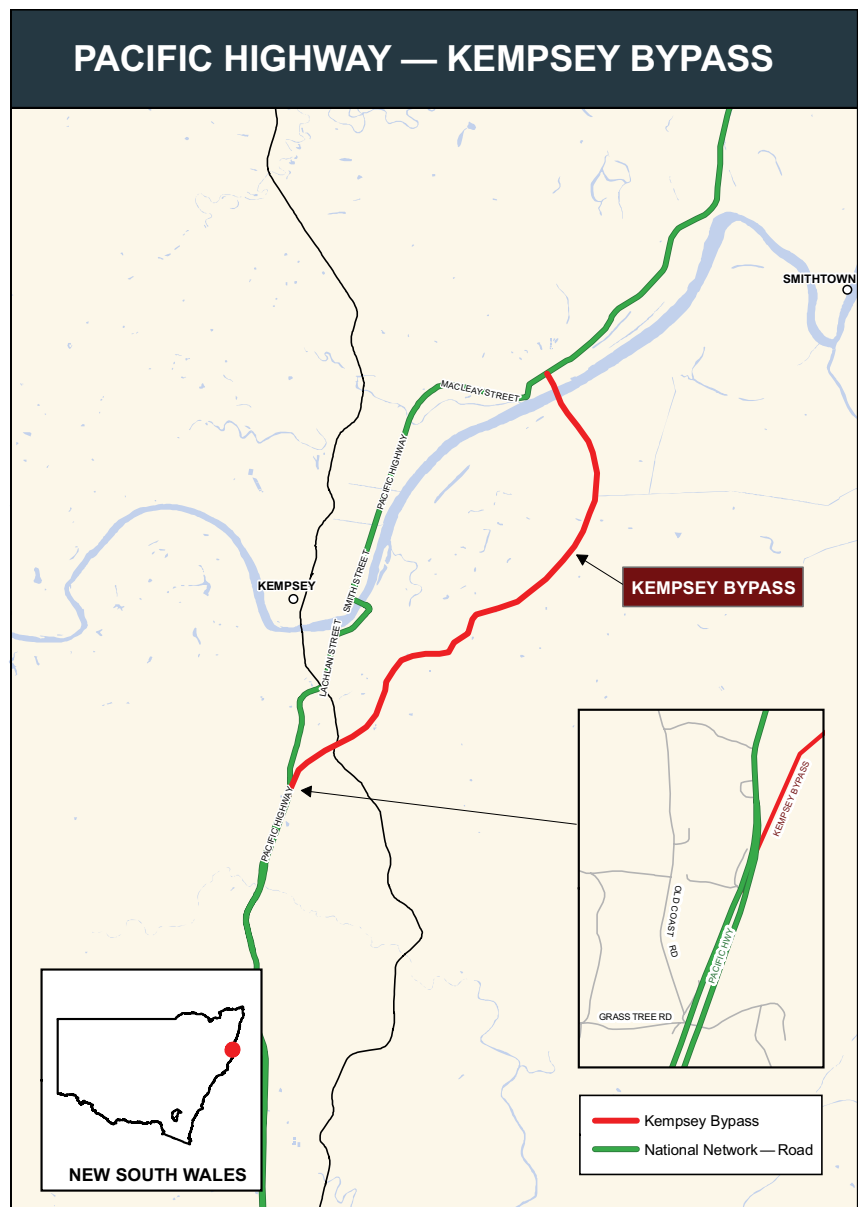 PACIFIC HIGHWAY — KEMPSEY BYPASS
SMITHTOWN
MACLEAY STREET
PACIFIC HIGHWAY
KEMPSEY
SMITH STREET
KEMPSEY BYPASS
LACHLAN STREET
PACIFIC HIGHWAY
KEMPSEY BYPASS
OLD COAST RD
PACIFIC HWY
GRASS TREE RD
NEW SOUTH WALES
Kempsey Bypass
National Network — Road